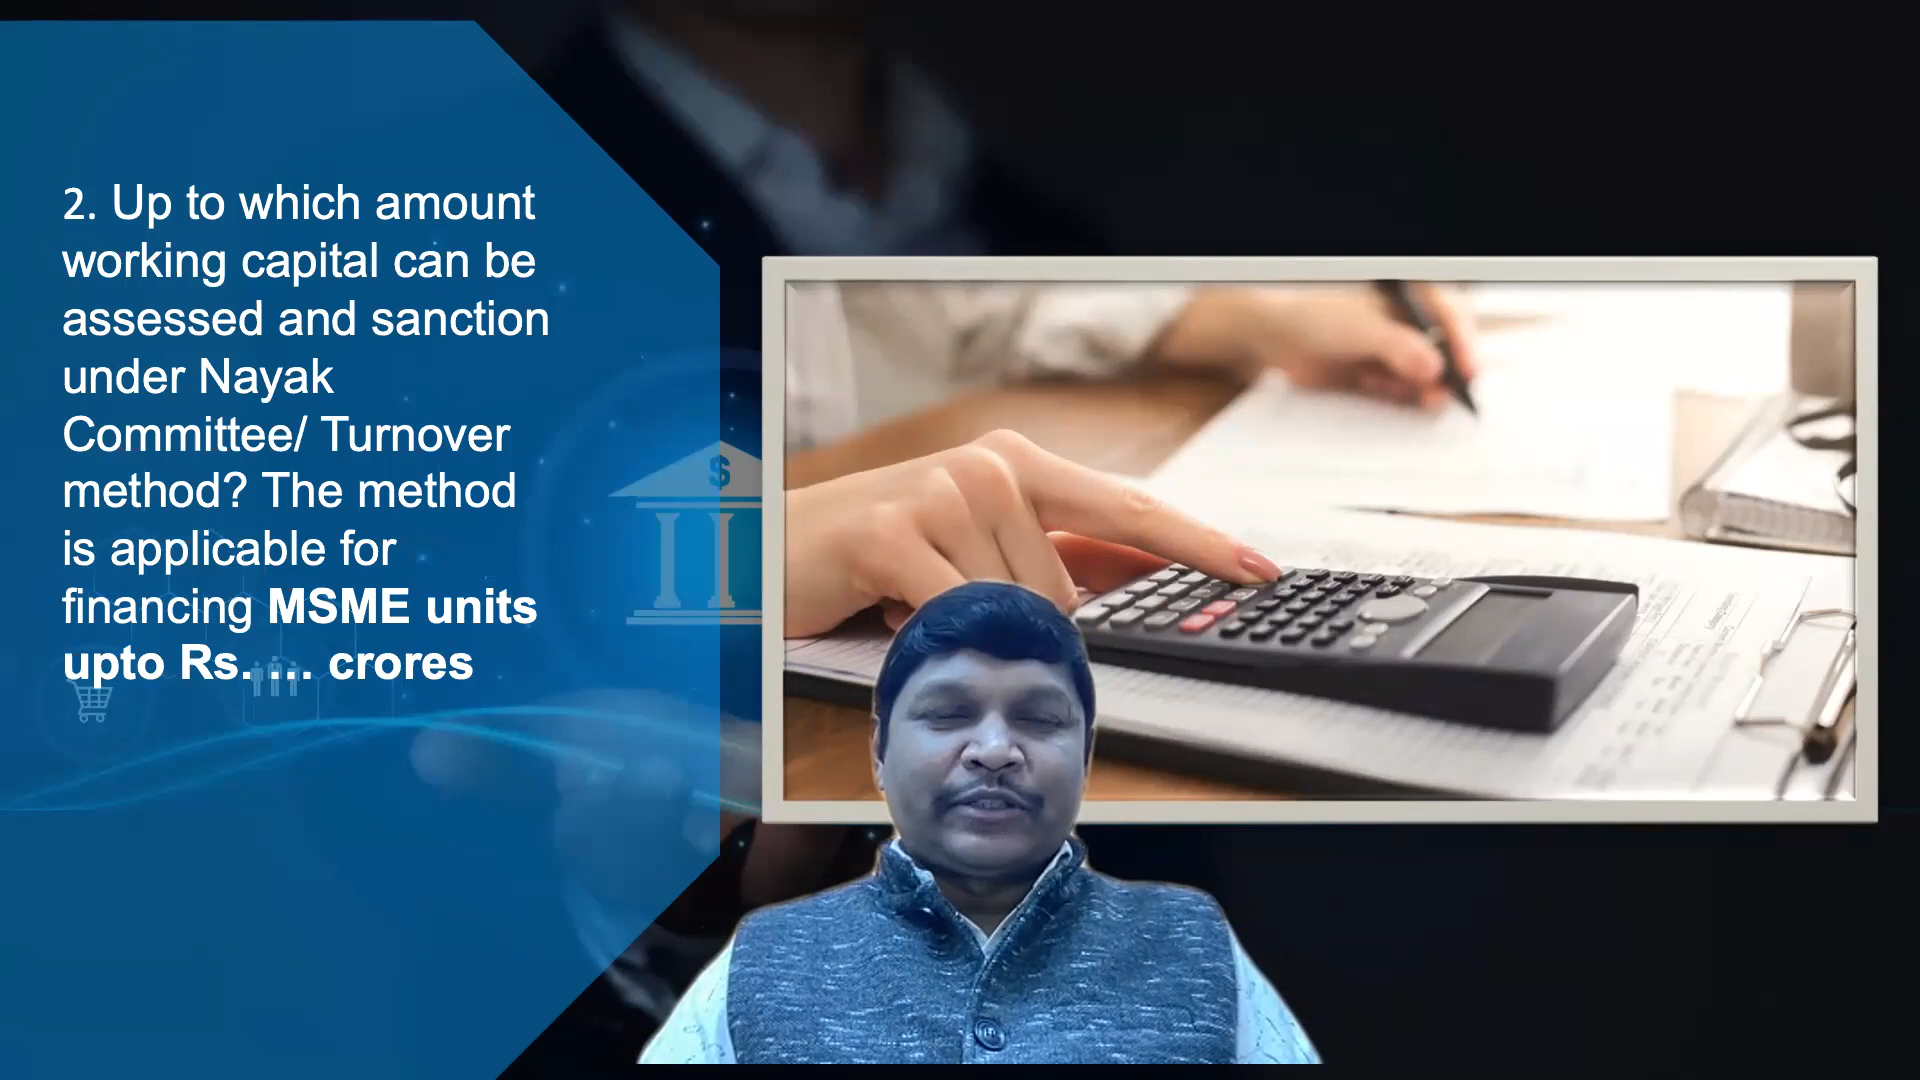 2. Up to which amount
working capital can be
assessed and sanction
under Nayak
Committee/ Turnover
method? The method
is applicable for
financing MSME units
upto Rs. ... crores
$